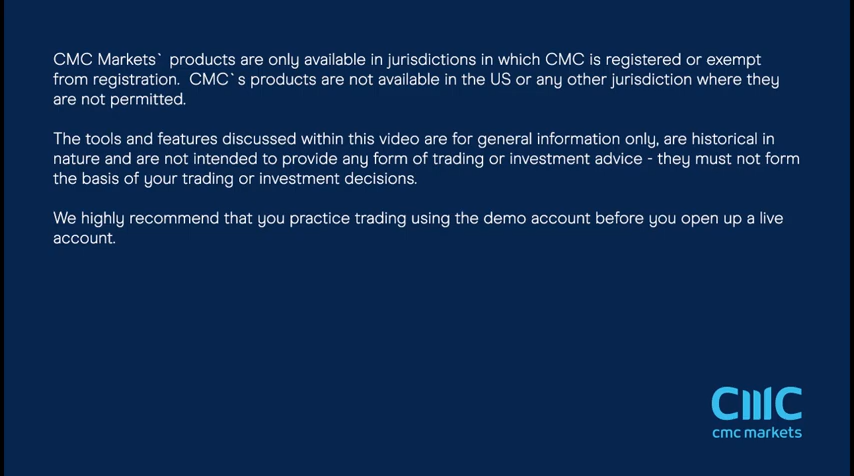 CMC Markets` products are only available in jurisdictions in which CMC is registered or exempt
from registration.  CMC`s products are not available in the US or any other jurisdiction where they
are not permitted.
The tools and features discussed within this video are for general information only, are historical in
nature and are not intended to provide any form of trading or investment advice - they must not form
the basis of your trading or investment decisions.
We highly recommend that you practice trading using the demo account before you open up a live
account.
CMC
cmc markets